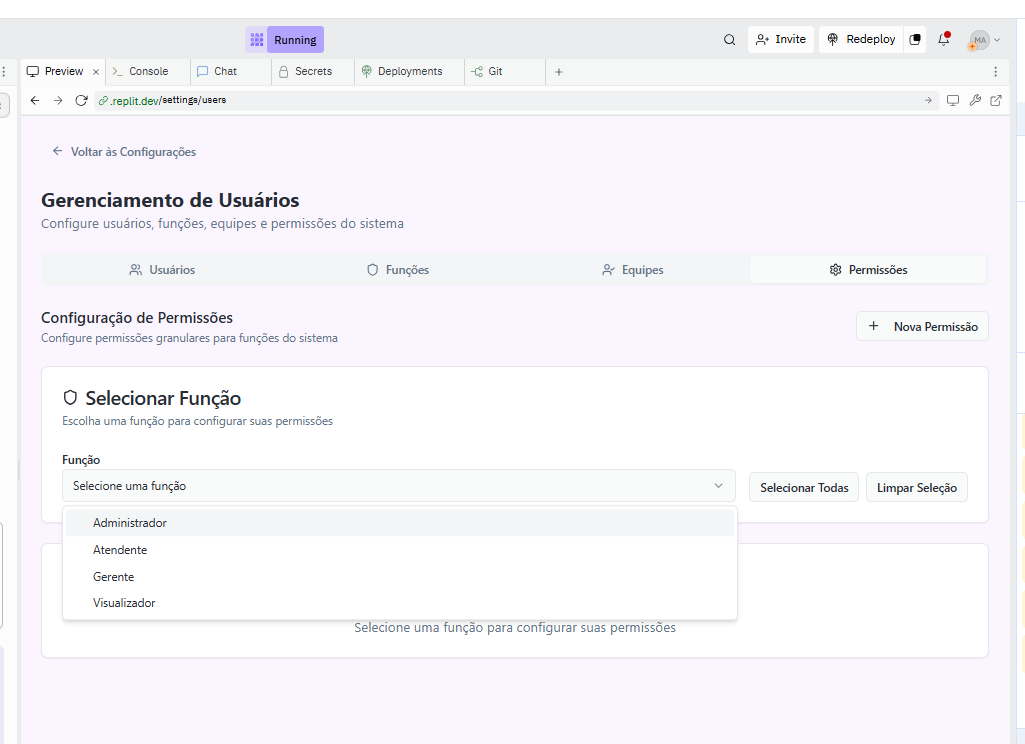 Running
Invite
Redeploy
MA
Preview
Console
Chat
Secrets
Deployments
Git
.replit.dev/settings/users
Voltar às Configurações
Gerenciamento de Usuários
Configure usuários, funções, equipes e permissões do sistema
Usuários
Funções
Equipes
Permissões
Configuração de Permissões
Configure permissões granulares para funções do sistema
Nova Permissão
Selecionar Função
Escolha uma função para configurar suas permissões
Função
Selecione uma função
Selecionar Todas
Limpar Seleção
Administrador
Atendente
Gerente
Visualizador
Selecione uma função para configurar suas permissões